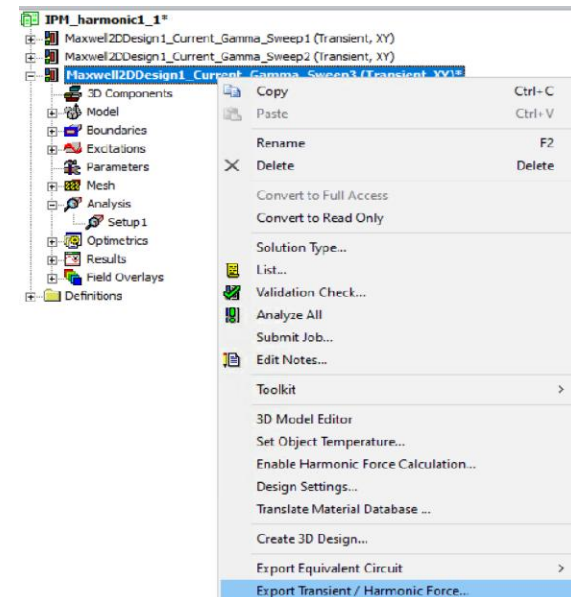 IPM_harmonic1_1*
Maxwell2DDesign1_Current_Gamma_Sweep1 (Transient, XY)
Maxwell2DDesign1_Current_Gamma_Sweep2 (Transient, XY)
Maxwell2DDesign1_Current_Gamma_Sweep3 (Transient, XY)*
3D Components
Model
Boundaries
Excitations
Parameters
Mesh
Analysis
Setup1
Optimetrics
Results
Field Overlays
Definitions
Copy Ctrl+C
Paste Ctrl+V
Rename F2
Delete Delete
Convert to Full Access
Convert to Read Only
Solution Type...
List...
Validation Check...
Analyze All
Submit Job...
Edit Notes...
Toolkit >
3D Model Editor
Set Object Temperature...
Enable Harmonic Force Calculation...
Design Settings...
Translate Material Database ...
Create 3D Design...
Export Equivalent Circuit >
Export Transient / Harmonic Force...